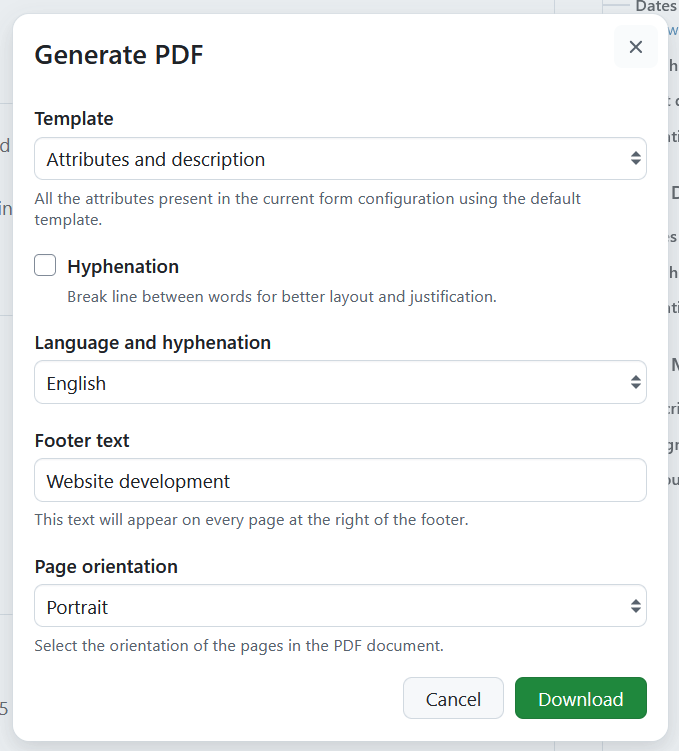 Dates
Generate PDF
Template
Attributes and description
All the attributes present in the current form configuration using the default
template.
Hyphenation
Break line between words for better layout and justification.
Language and hyphenation
English
Footer text
Website development
This text will appear on every page at the right of the footer.
Page orientation
Portrait
Select the orientation of the pages in the PDF document.
Cancel
Download